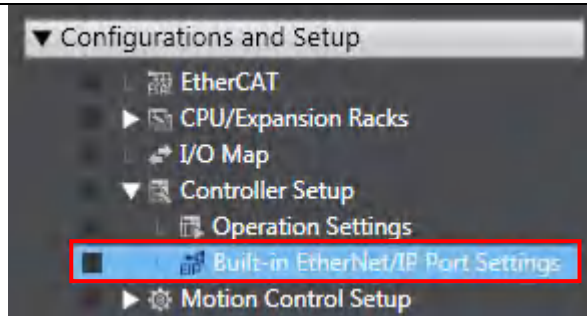 ▼ Configurations and Setup
EtherCAT
▶ CPU/Expansion Racks
I/O Map
▼ Controller Setup
Operation Settings
Built-in EtherNet/IP Port Settings
▶ Motion Control Setup